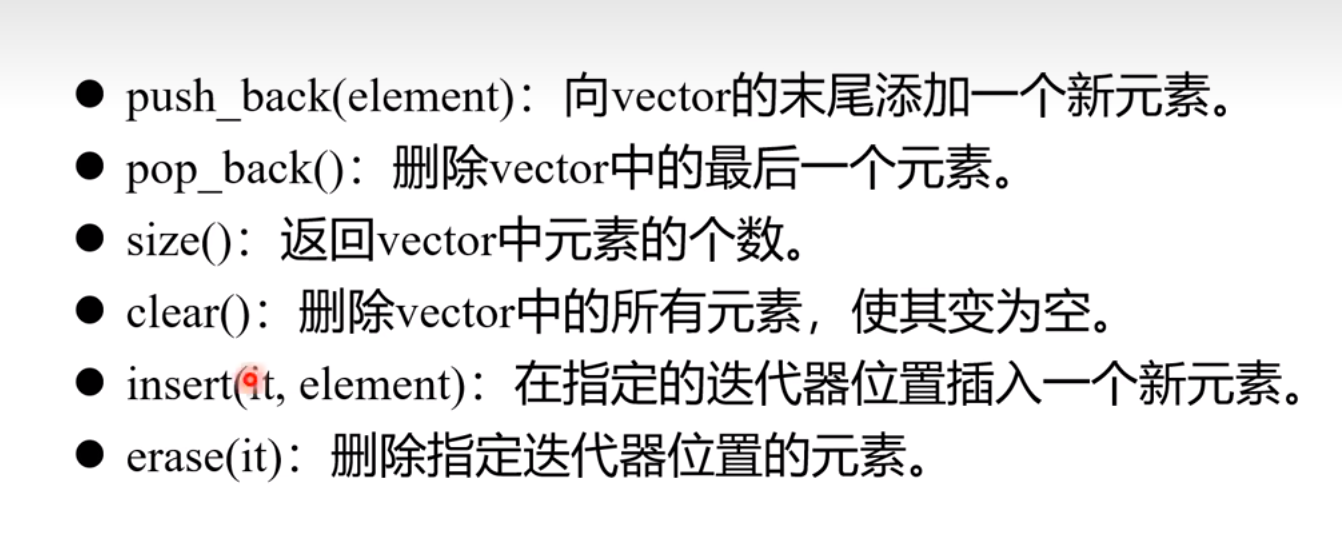 ● push_back(element)：向vector的末尾添加一个新元素。
● pop_back()：删除vector中的最后一个元素。
● size()：返回vector中元素的个数。
● clear()：删除vector中的所有元素，使其变为空。
● insert(it, element)：在指定的迭代器位置插入一个新元素。
● erase(it)：删除指定迭代器位置的元素。